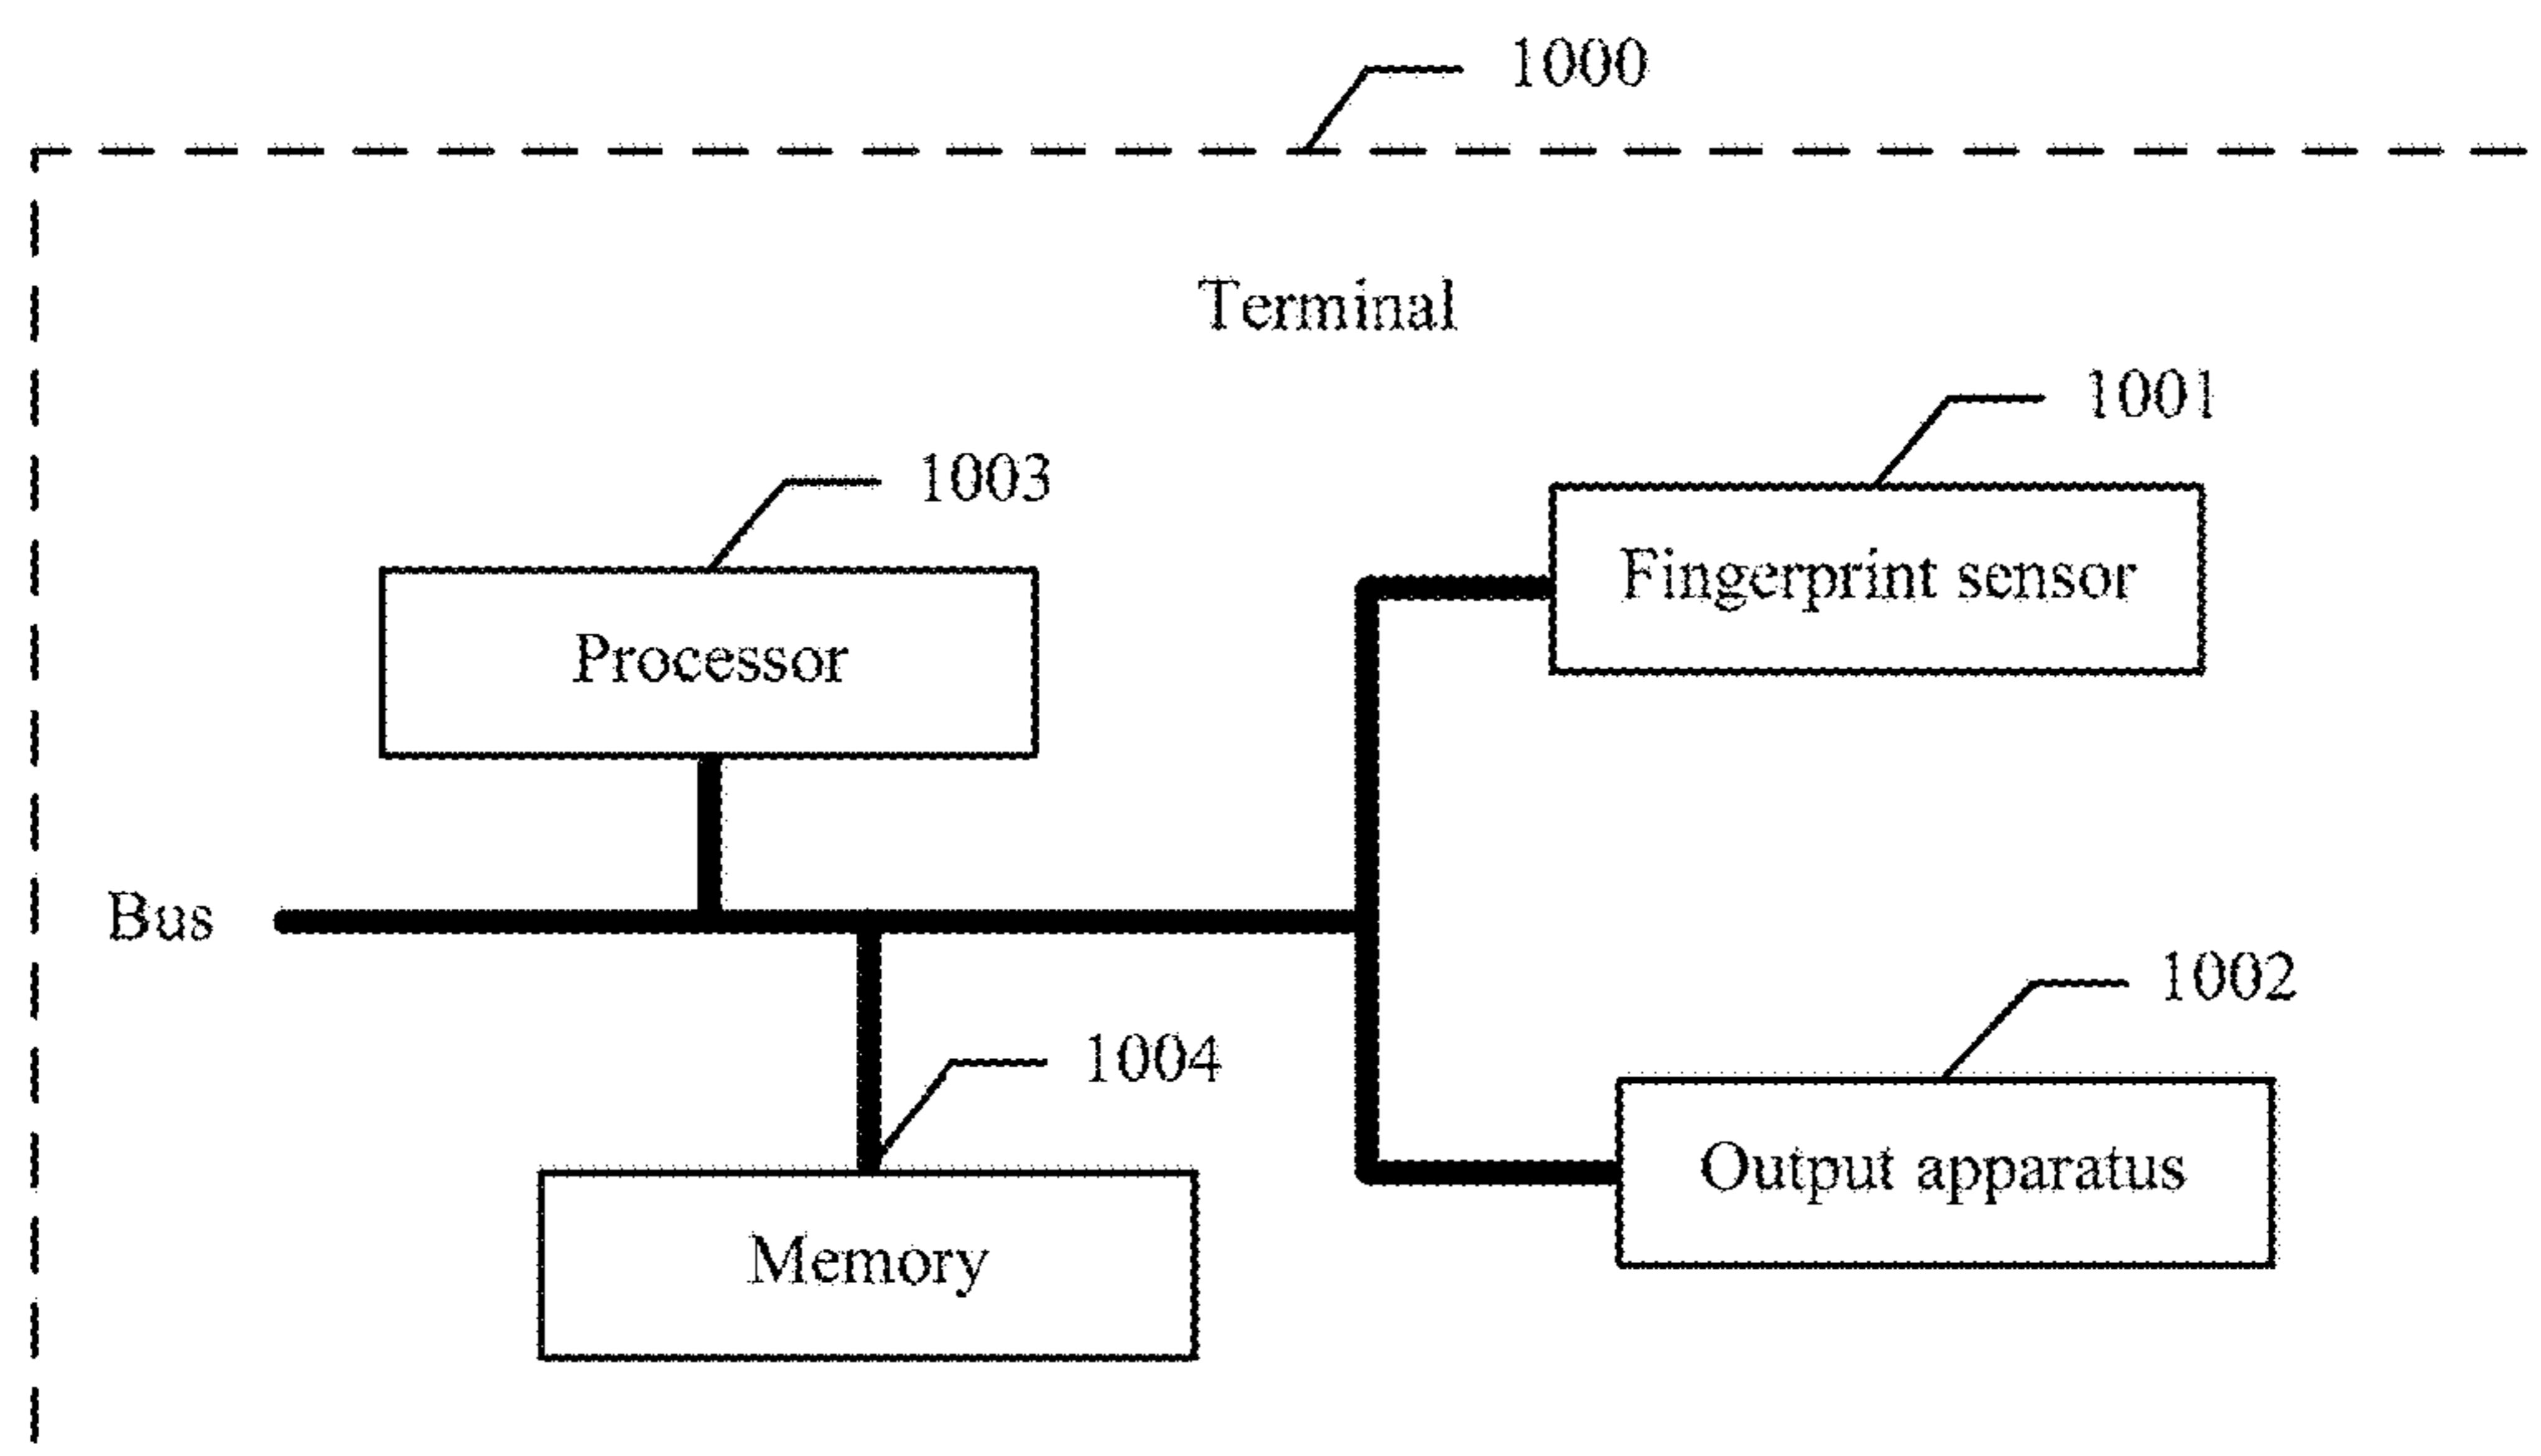 1000
Terminal
1001
1003
Fingerprint sensor
Processor
Bus
1002
1004
Output apparatus
Memory